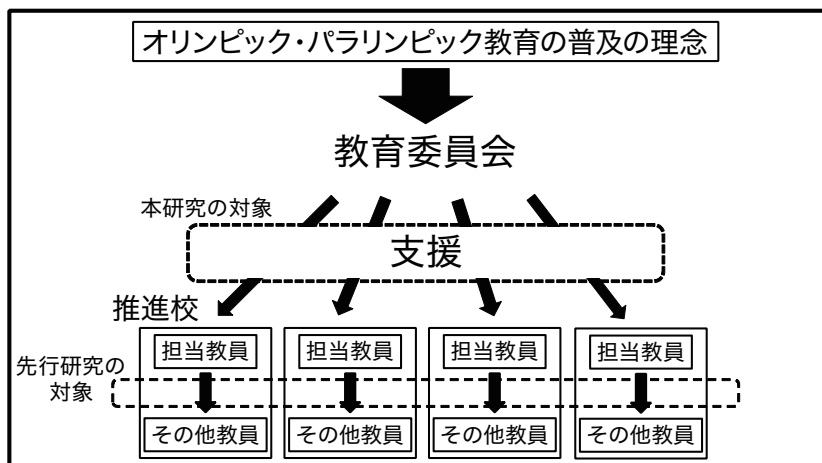 オリンピック・パラリンピック教育の普及の理念
教育委員会
本研究の対象
支援
推進校
担当教員
担当教員
担当教員
担当教員
先行研究の
対象
その他教員
その他教員
その他教員
その他教員